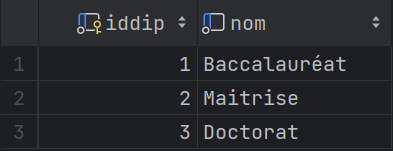 iddip nom
1 1 Baccalauréat
2 2 Maitrise
3 3 Doctorat